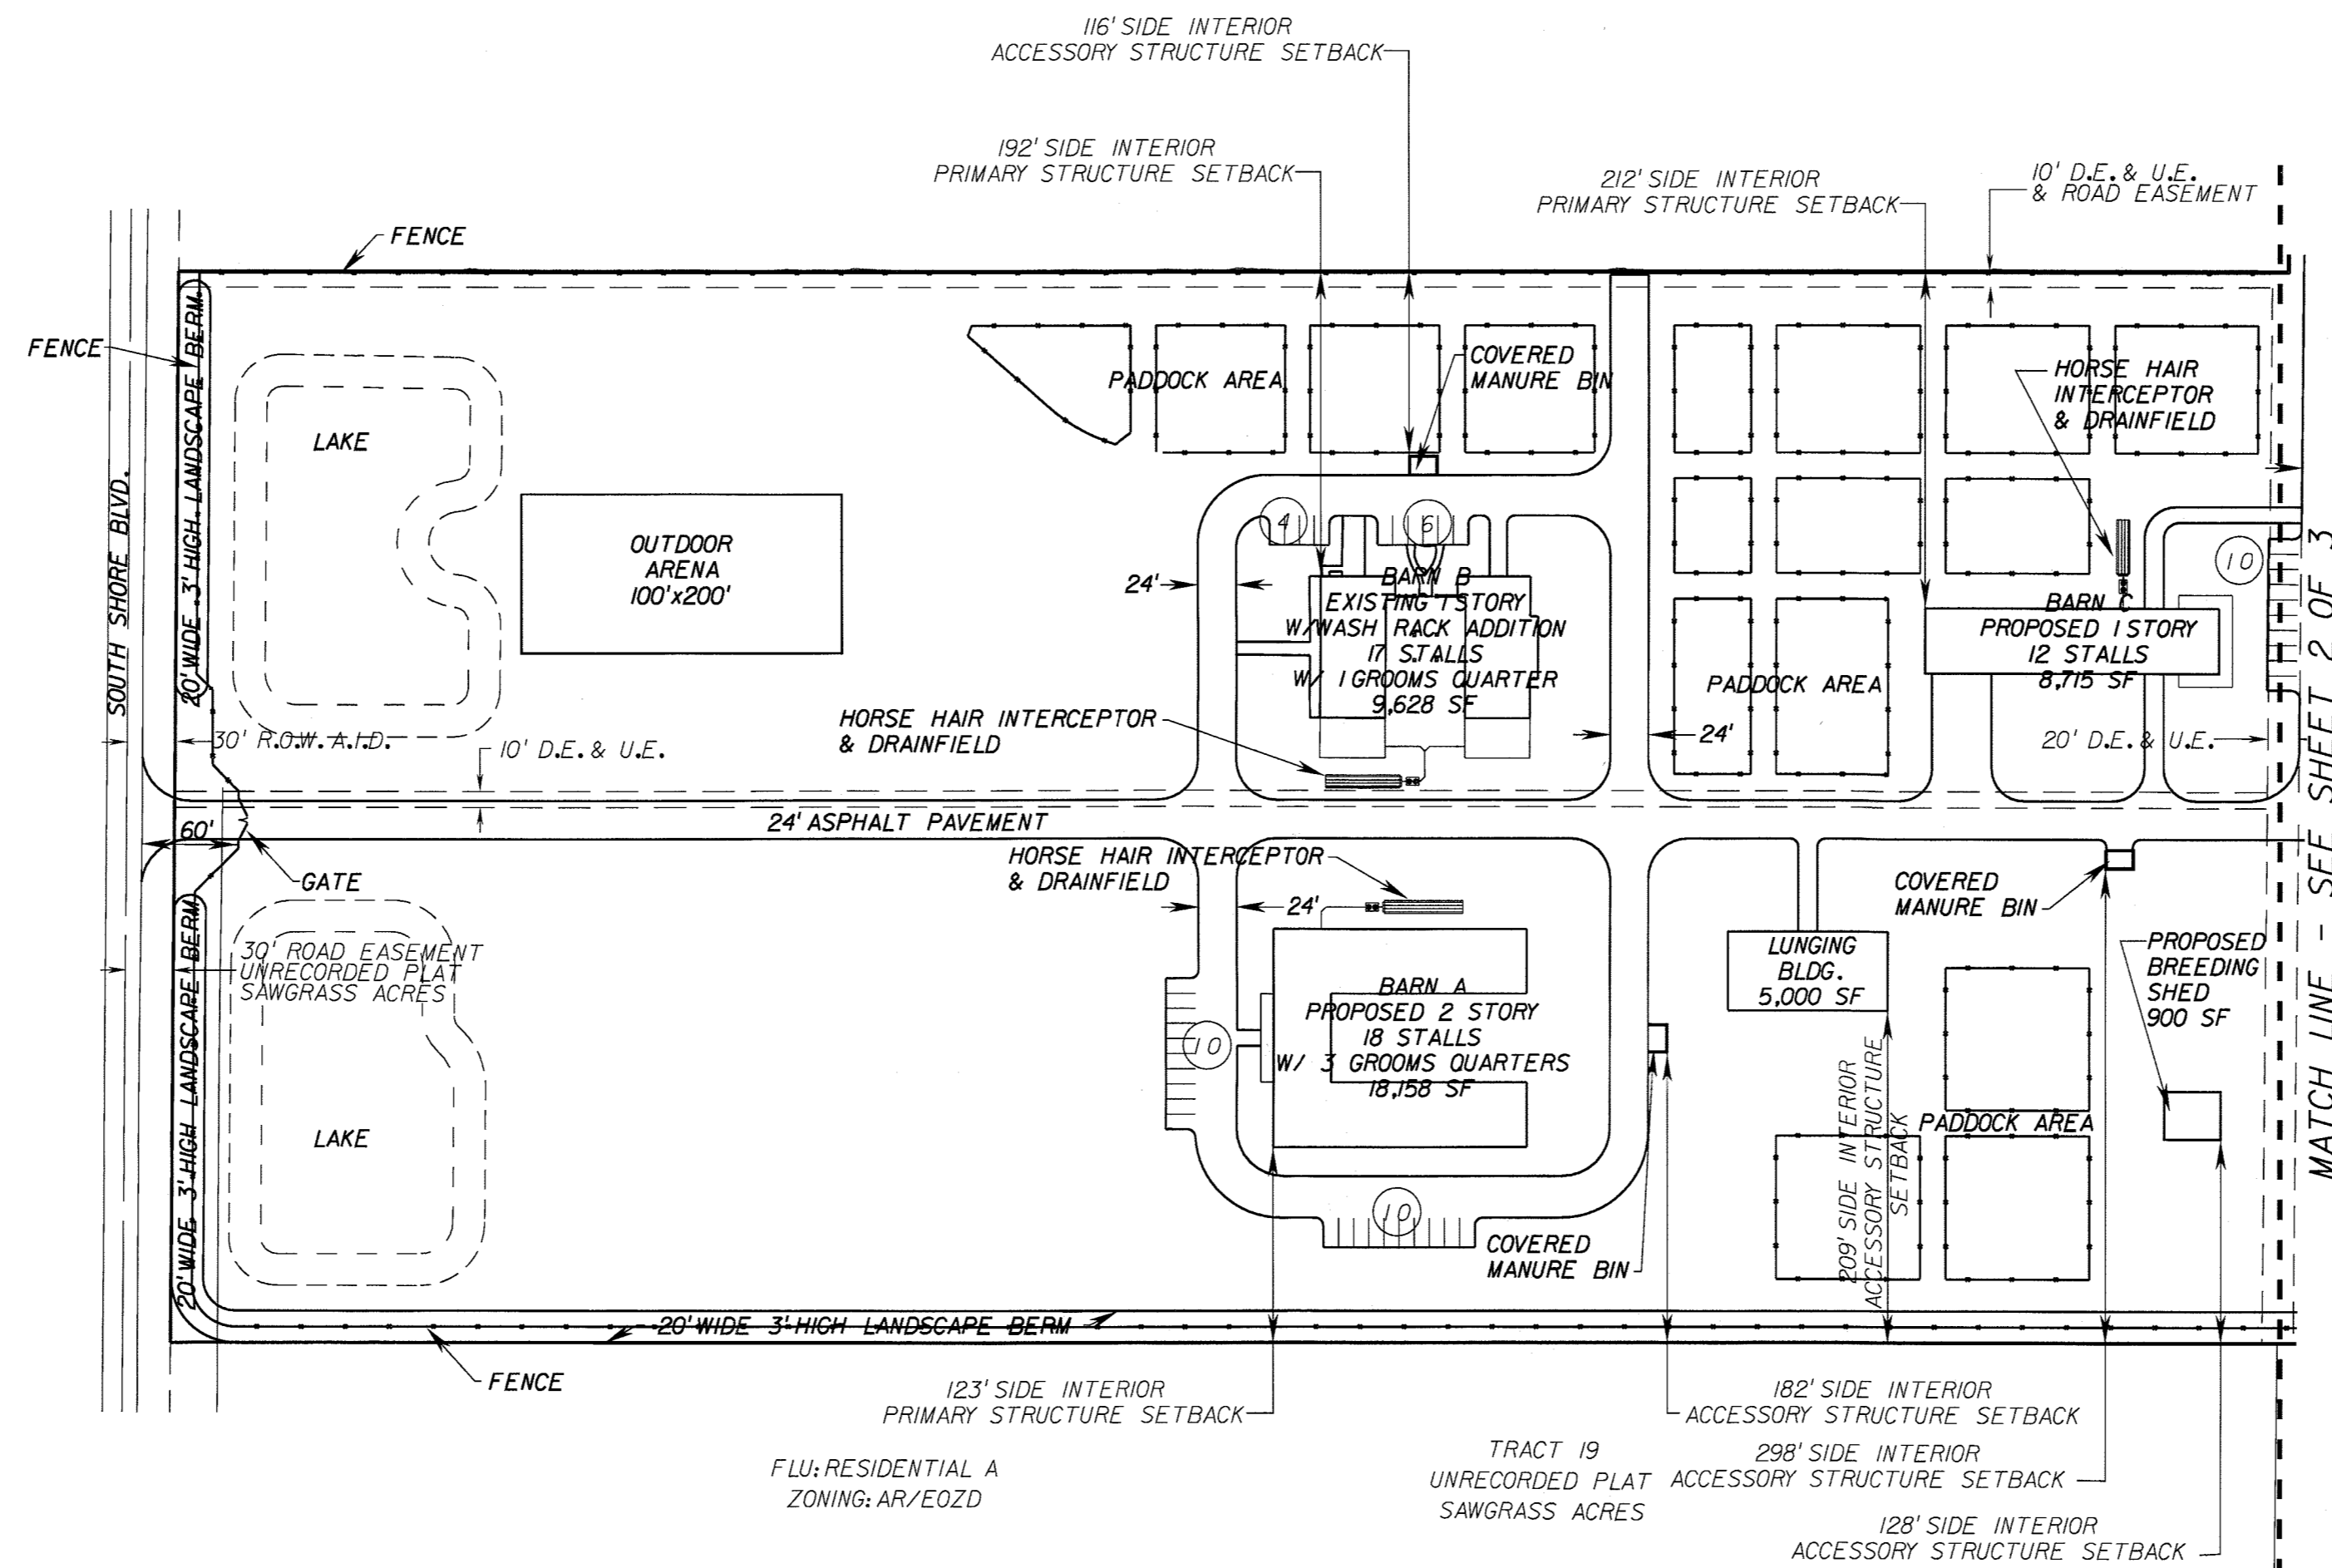 116' SIDE INTERIOR
ACCESSORY STRUCTURE SETBACK
192' SIDE INTERIOR
PRIMARY STRUCTURE SETBACK
212' SIDE INTERIOR
PRIMARY STRUCTURE SETBACK
10' D.E. & U.E.
& ROAD EASEMENT
FENCE
FENCE
20' WIDE 3' HIGH LANDSCAPE BERM
SOUTH SHORE BLVD.
LAKE
OUTDOOR
ARENA
100'x200'
PADDOCK AREA
COVERED
MANURE BIN
HORSE HAIR
INTERCEPTOR
& DRAINFIELD
4
6
10
24'
BARN B
EXISTING 1 STORY
W/WASH RACK ADDITION
17 STALLS
W/ 1 GROOMS QUARTER
9,628 SF
BARN C
PROPOSED 1 STORY
12 STALLS
8,715 SF
PADDOCK AREA
HORSE HAIR INTERCEPTOR
& DRAINFIELD
24'
20' D.E. & U.E.
30' R.O.W. A.I.D.
10' D.E. & U.E.
MATCH LINE - SEE SHEET 2 OF 3
60'
24' ASPHALT PAVEMENT
GATE
HORSE HAIR INTERCEPTOR
& DRAINFIELD
24'
COVERED
MANURE BIN
30' ROAD EASEMENT
UNRECORDED PLAT
SAWGRASS ACRES
20' WIDE 3' HIGH LANDSCAPE BERM
LAKE
10
BARN A
PROPOSED 2 STORY
18 STALLS
W/ 3 GROOMS QUARTERS
18,158 SF
LUNGING
BLDG.
5,000 SF
PROPOSED
BREEDING
SHED
900 SF
209' SIDE INTERIOR
ACCESSORY STRUCTURE
SETBACK
PADDOCK AREA
10
COVERED
MANURE BIN
20' WIDE 3' HIGH LANDSCAPE BERM
FENCE
123' SIDE INTERIOR
PRIMARY STRUCTURE SETBACK
182' SIDE INTERIOR
ACCESSORY STRUCTURE SETBACK
FLU: RESIDENTIAL A
ZONING: AR/EOZD
TRACT 19
UNRECORDED PLAT
SAWGRASS ACRES
298' SIDE INTERIOR
ACCESSORY STRUCTURE SETBACK
128' SIDE INTERIOR
ACCESSORY STRUCTURE SETBACK